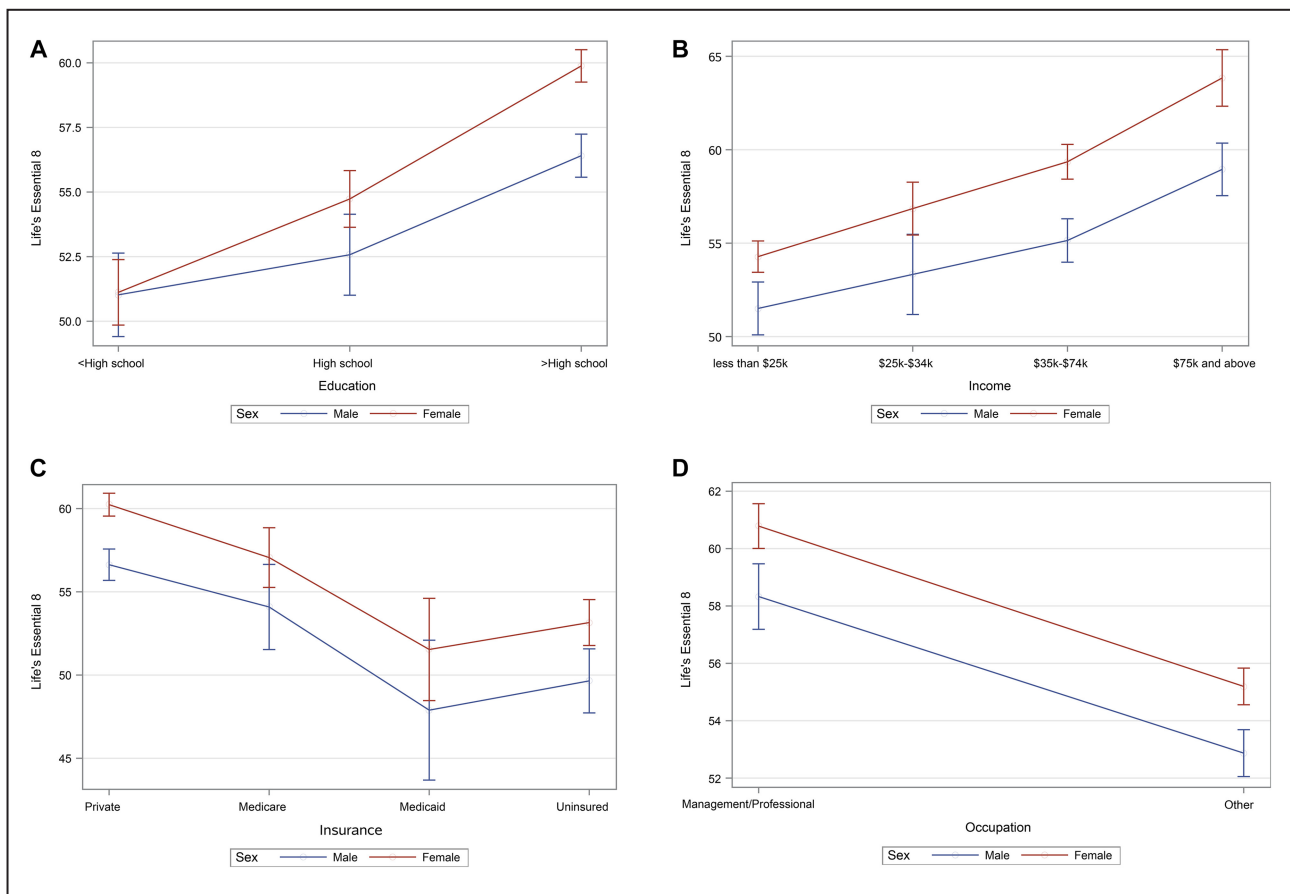 A
Life's Essential 8
60.0
57.5
55.0
52.5
50.0
<High school
High school
>High school
Education
Sex Male Female
B
Life's Essential 8
65
60
55
50
less than $25k
$25k-$34k
$35k-$74k
$75k and above
Income
Sex Male Female
C
Life's Essential 8
60
55
50
45
Private
Medicare
Medicaid
Uninsured
Insurance
Sex Male Female
D
Life's Essential 8
62
60
58
56
54
52
Management/Professional
Other
Occupation
Sex Male Female